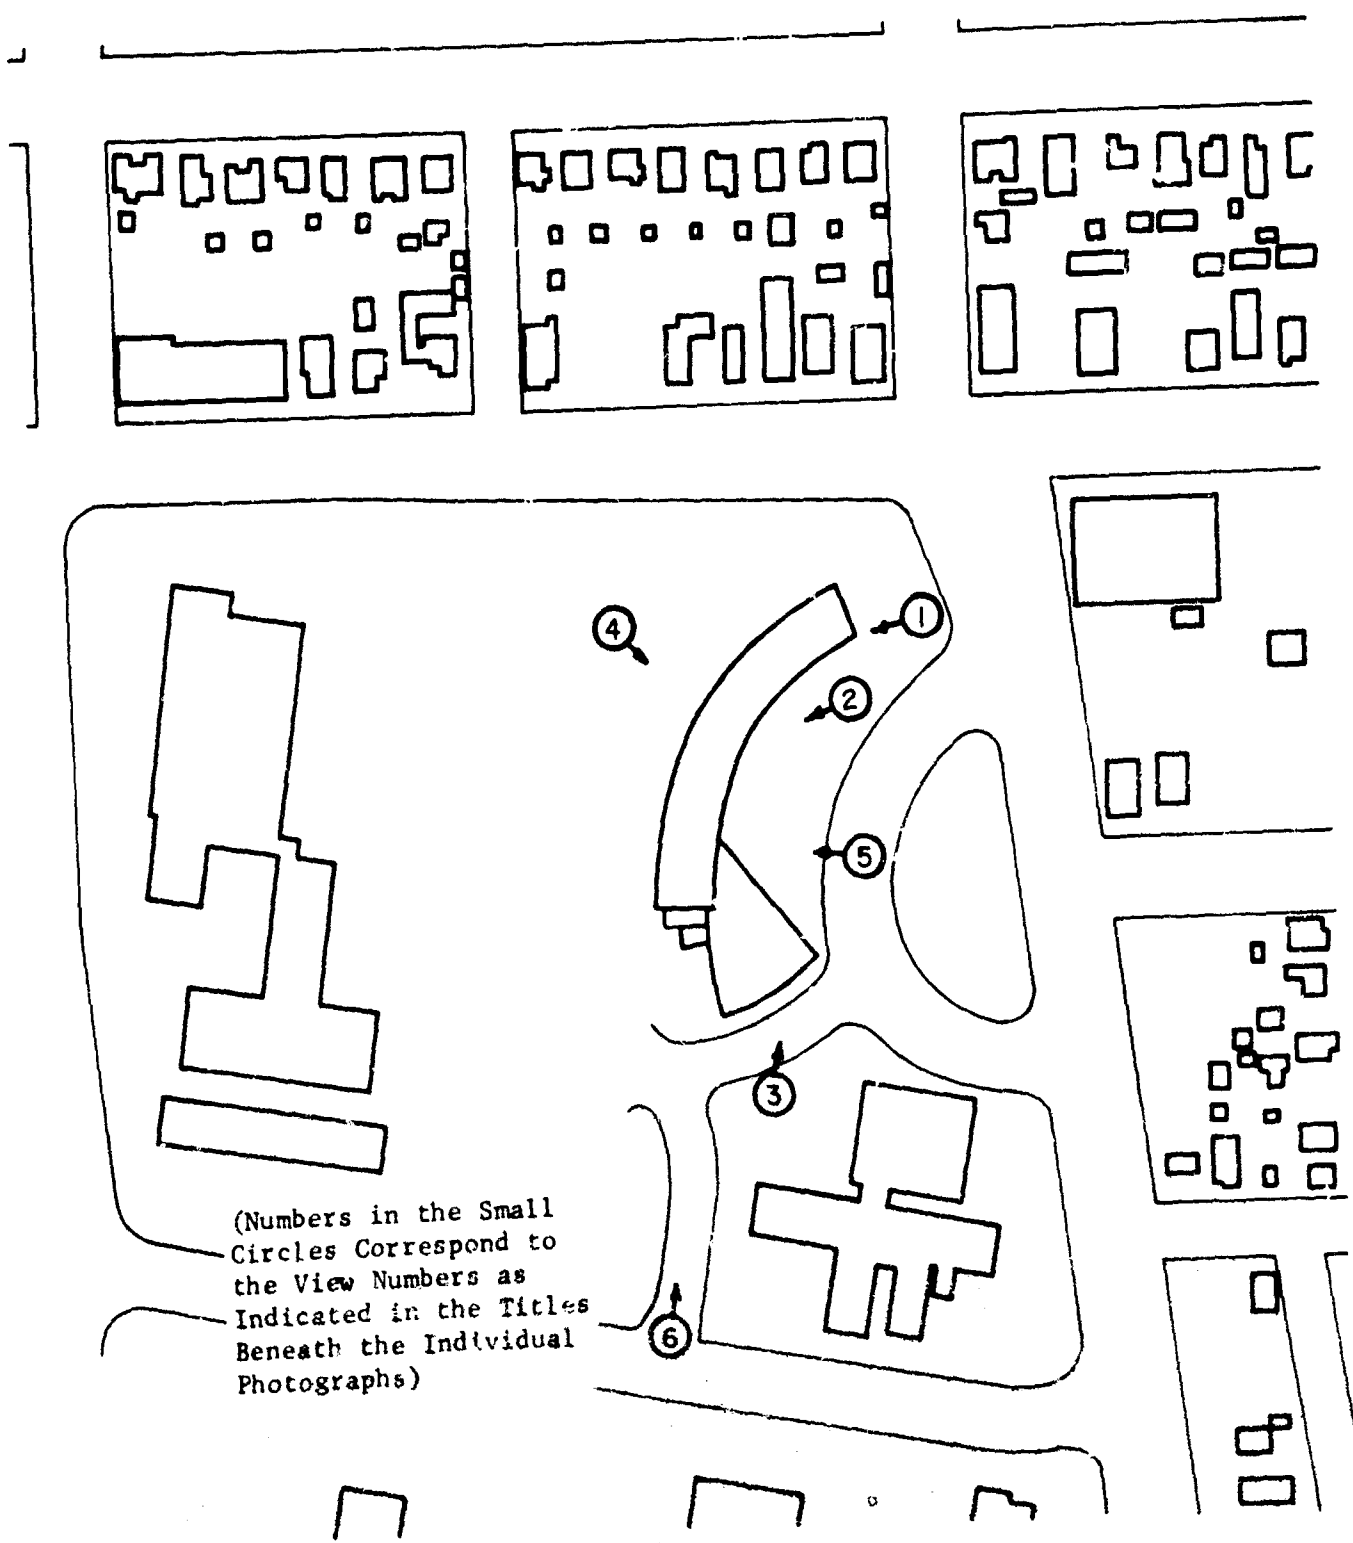 4
1
2
5
3
(Numbers in the Small
Circles Correspond to
the View Numbers as
Indicated in the Titles
Beneath the Individual
Photographs)
6